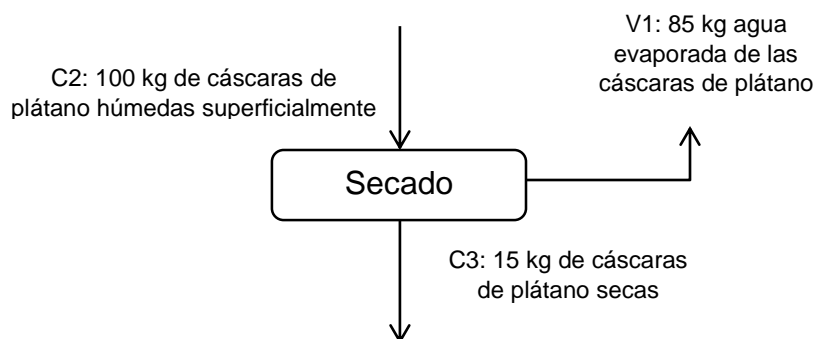 V1: 85 kg agua
evaporada de las
cáscaras de plátano
C2: 100 kg de cáscaras de
plátano húmedas superficialmente
Secado
C3: 15 kg de cáscaras
de plátano secas